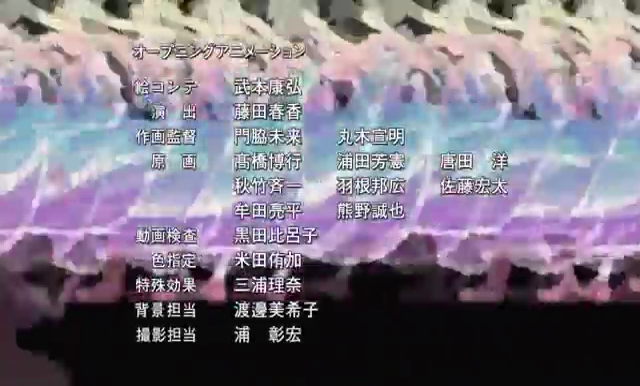 オープニングアニメーション
絵コンテ 武本康弘
演 出 藤田春香
作画監督 門脇未来 丸木宣明
原 画 髙橋博行 浦田芳憲 唐田 洋
秋竹斉一 羽根邦広 佐藤宏太
牟田亮平 熊野誠也
動画検査 黒田比呂子
色指定 米田侑加
特殊効果 三浦理奈
背景担当 渡邊美希子
撮影担当 浦 彰宏